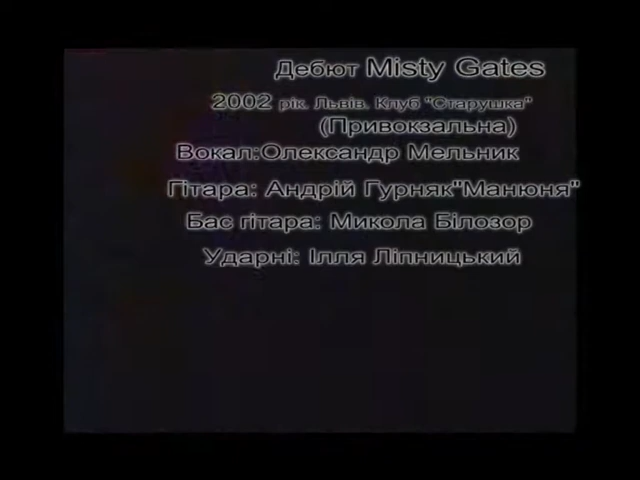 Дебют Misty Gates
2002 рік. Львів. Клуб "Старушка"
(Привокзальна)
Вокал:Олександр Мельник
Гітара: Андрій Гурняк"Манюня"
Бас гітара: Микола Білозор
Ударні: Ілля Ліпницький